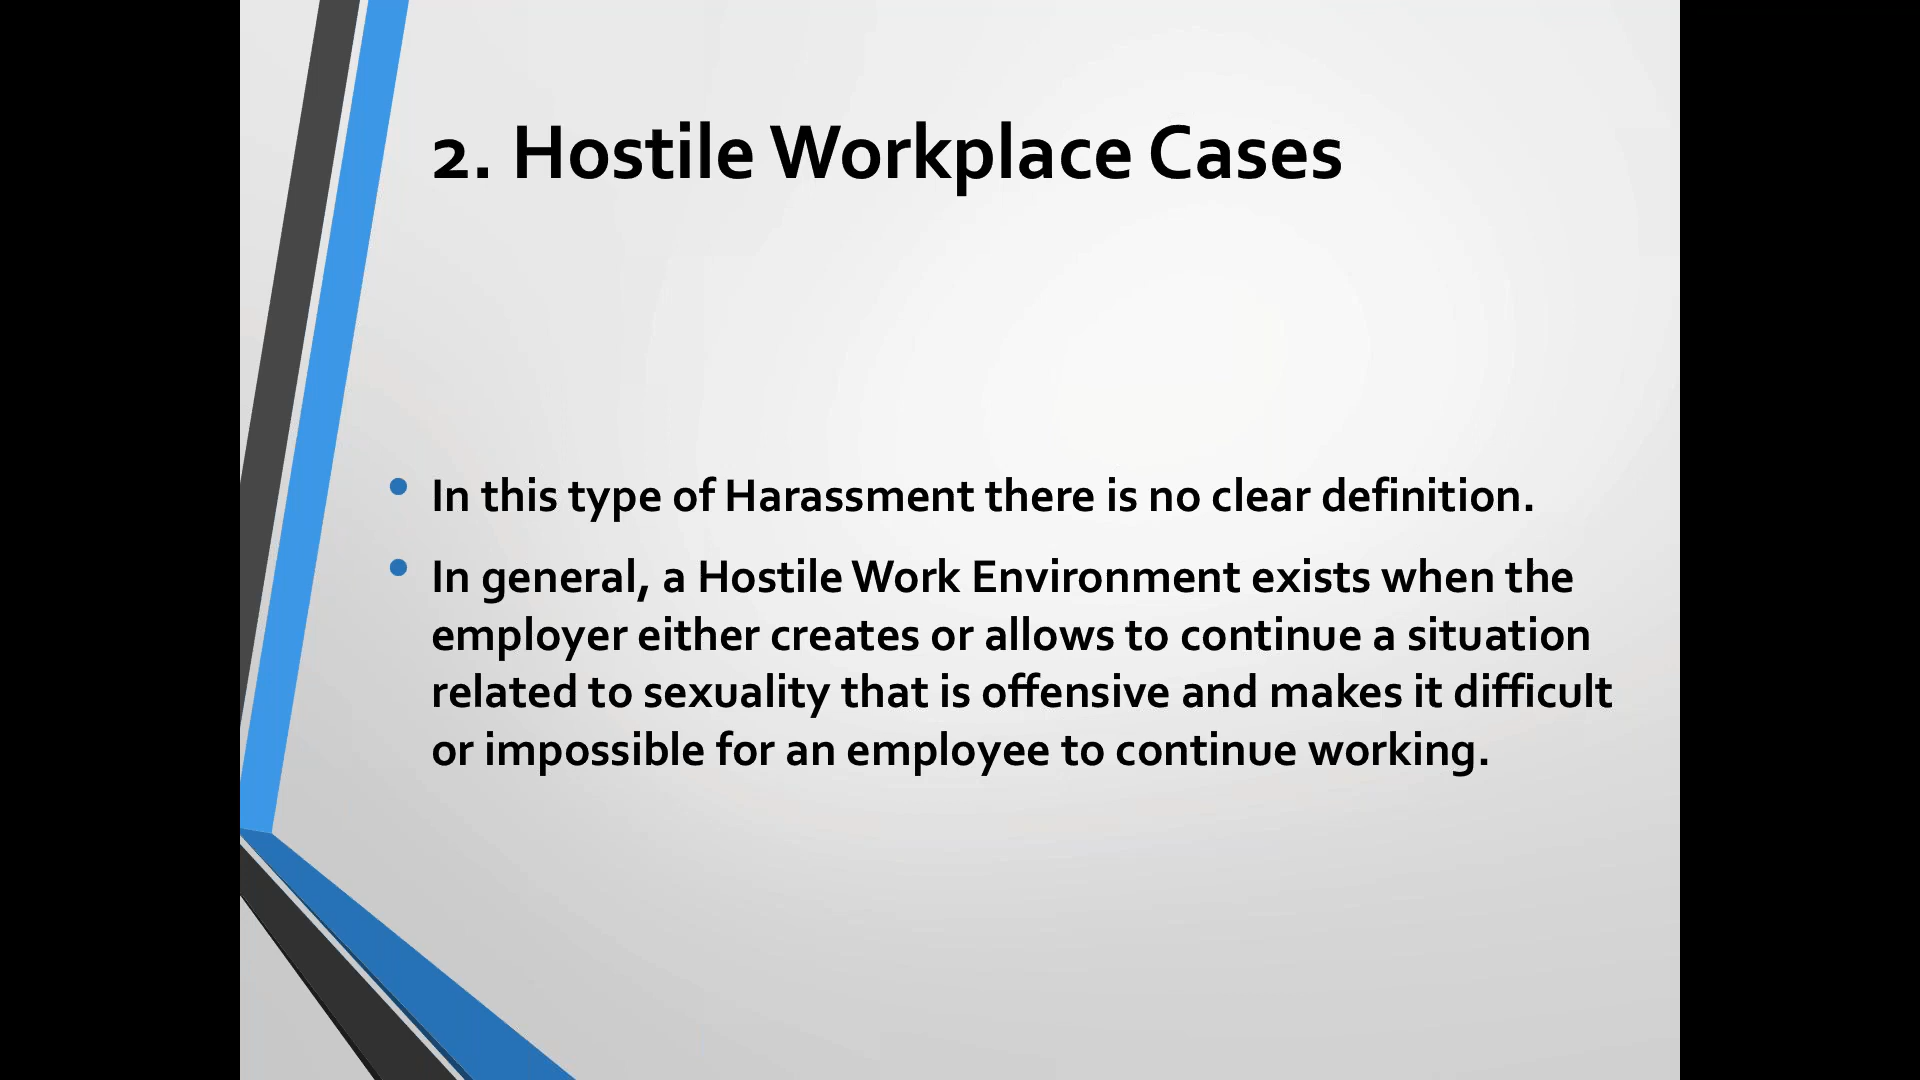 2. Hostile Workplace Cases
• In this type of Harassment there is no clear definition.
• In general, a Hostile Work Environment exists when the
employer either creates or allows to continue a situation
related to sexuality that is offensive and makes it difficult
or impossible for an employee to continue working.